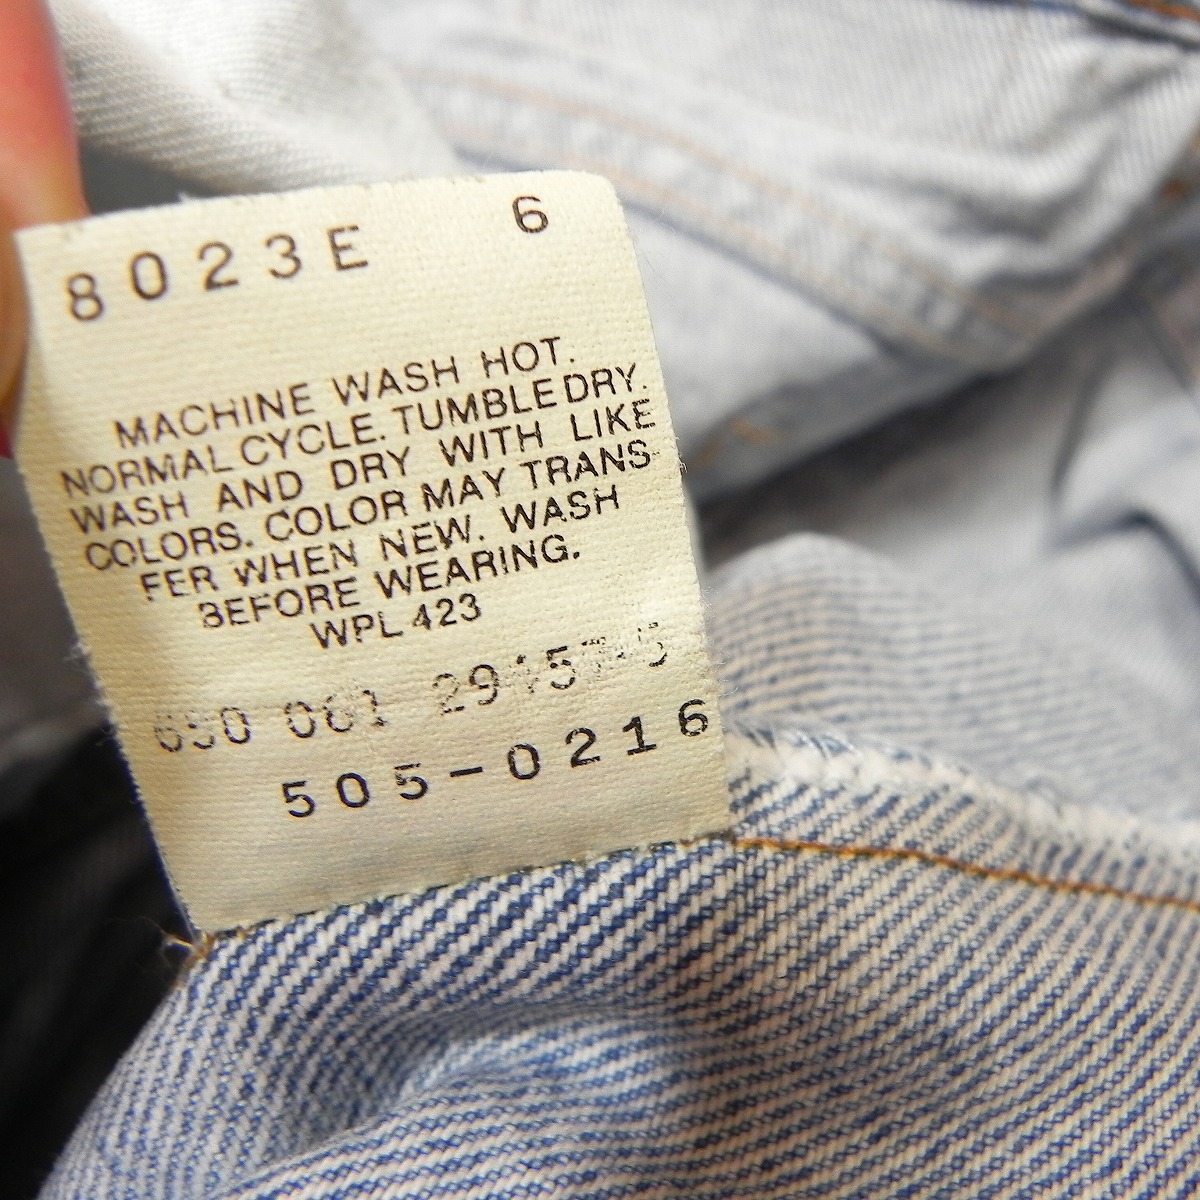 8023E 6
MACHINE WASH HOT.
NORMAL CYCLE. TUMBLE DRY.
WASH AND DRY WITH LIKE
COLORS. COLOR MAY TRANS-
FER WHEN NEW. WASH
BEFORE WEARING.
WPL 423
505-0216